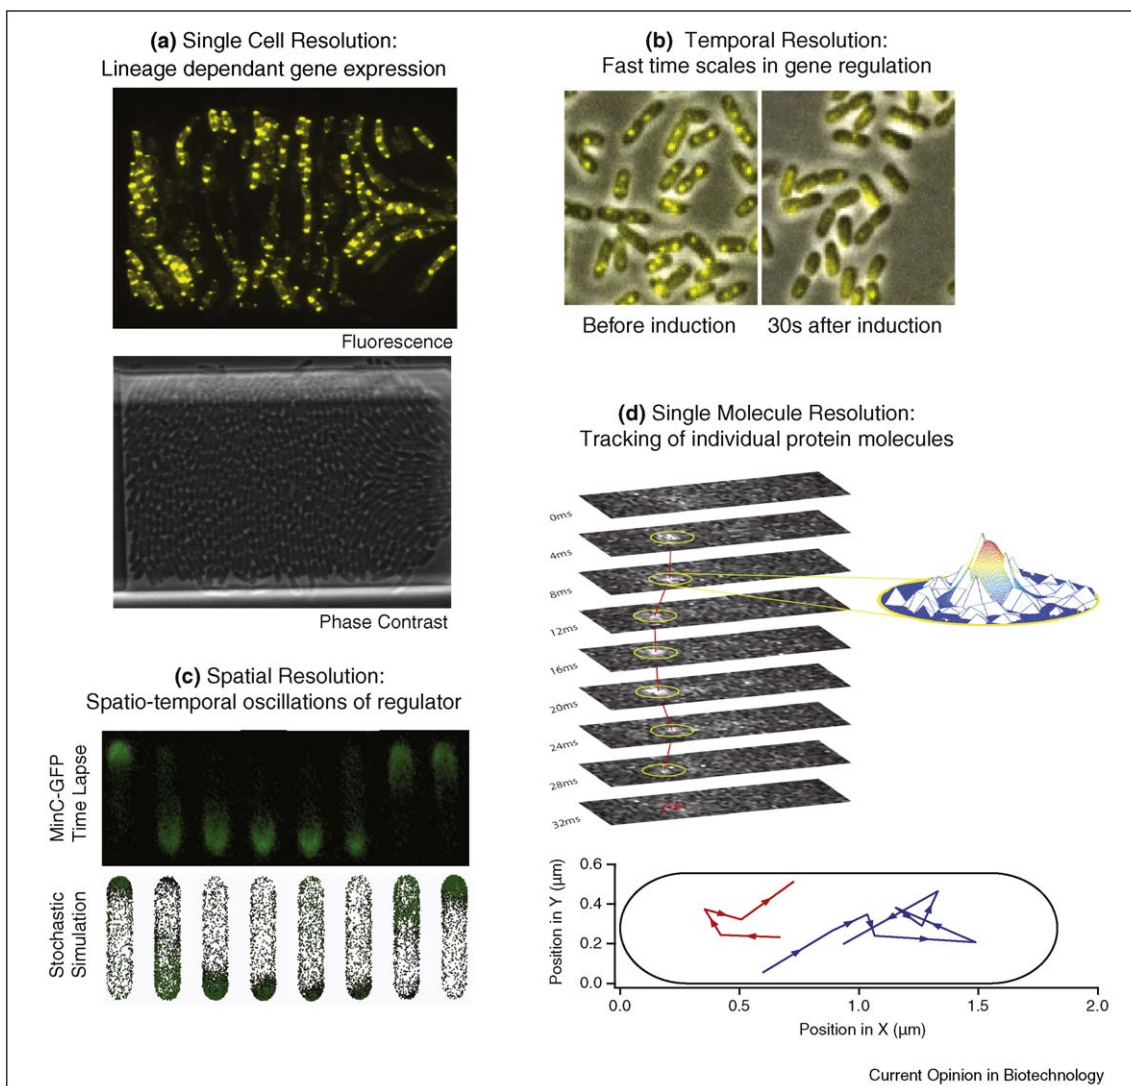 (a) Single Cell Resolution:
Lineage dependant gene expression
Fluorescence
Phase Contrast
(b) Temporal Resolution:
Fast time scales in gene regulation
Before induction
30s after induction
(c) Spatial Resolution:
Spatio-temporal oscillations of regulator
MinC-GFP
Time Lapse
Stochastic
Simulation
(d) Single Molecule Resolution:
Tracking of individual protein molecules
0ms
4ms
8ms
12ms
16ms
20ms
24ms
28ms
32ms
Position in Y (μm)
0.6
0.4
0.2
0.0
0.0 0.5 1.0 1.5 2.0
Position in X (μm)
Current Opinion in Biotechnology